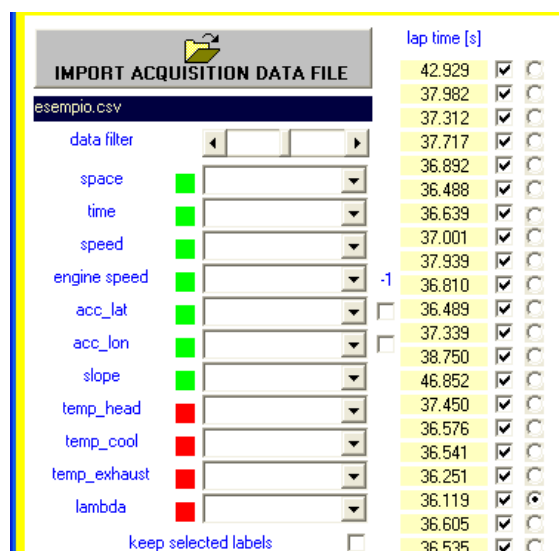 lap time [s]
IMPORT ACQUISITION DATA FILE
esempio.csv
data filter
space
time
speed
engine speed
-1
acc_lat
acc_lon
slope
temp_head
temp_cool
temp_exhaust
lambda
keep selected labels
42.929
37.982
37.312
37.717
36.892
36.488
36.639
37.001
37.939
36.810
36.489
37.339
38.750
46.852
37.450
36.576
36.541
36.251
36.119
36.605
36.535